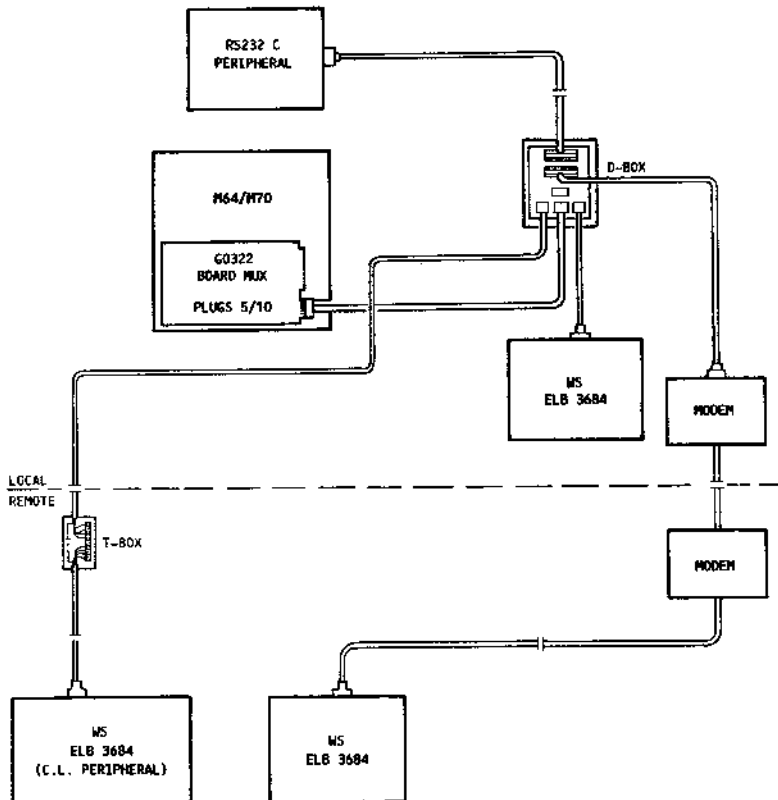 RS232 C
PERIPHERAL
D-BOX
M64/M70
GO322
BOARD MUX
PLUGS 5/10
WS
ELB 3684
MODEM
LOCAL
REMOTE
T-BOX
MODEM
WS
ELB 3684
(C.L. PERIPHERAL)
WS
ELB 3684